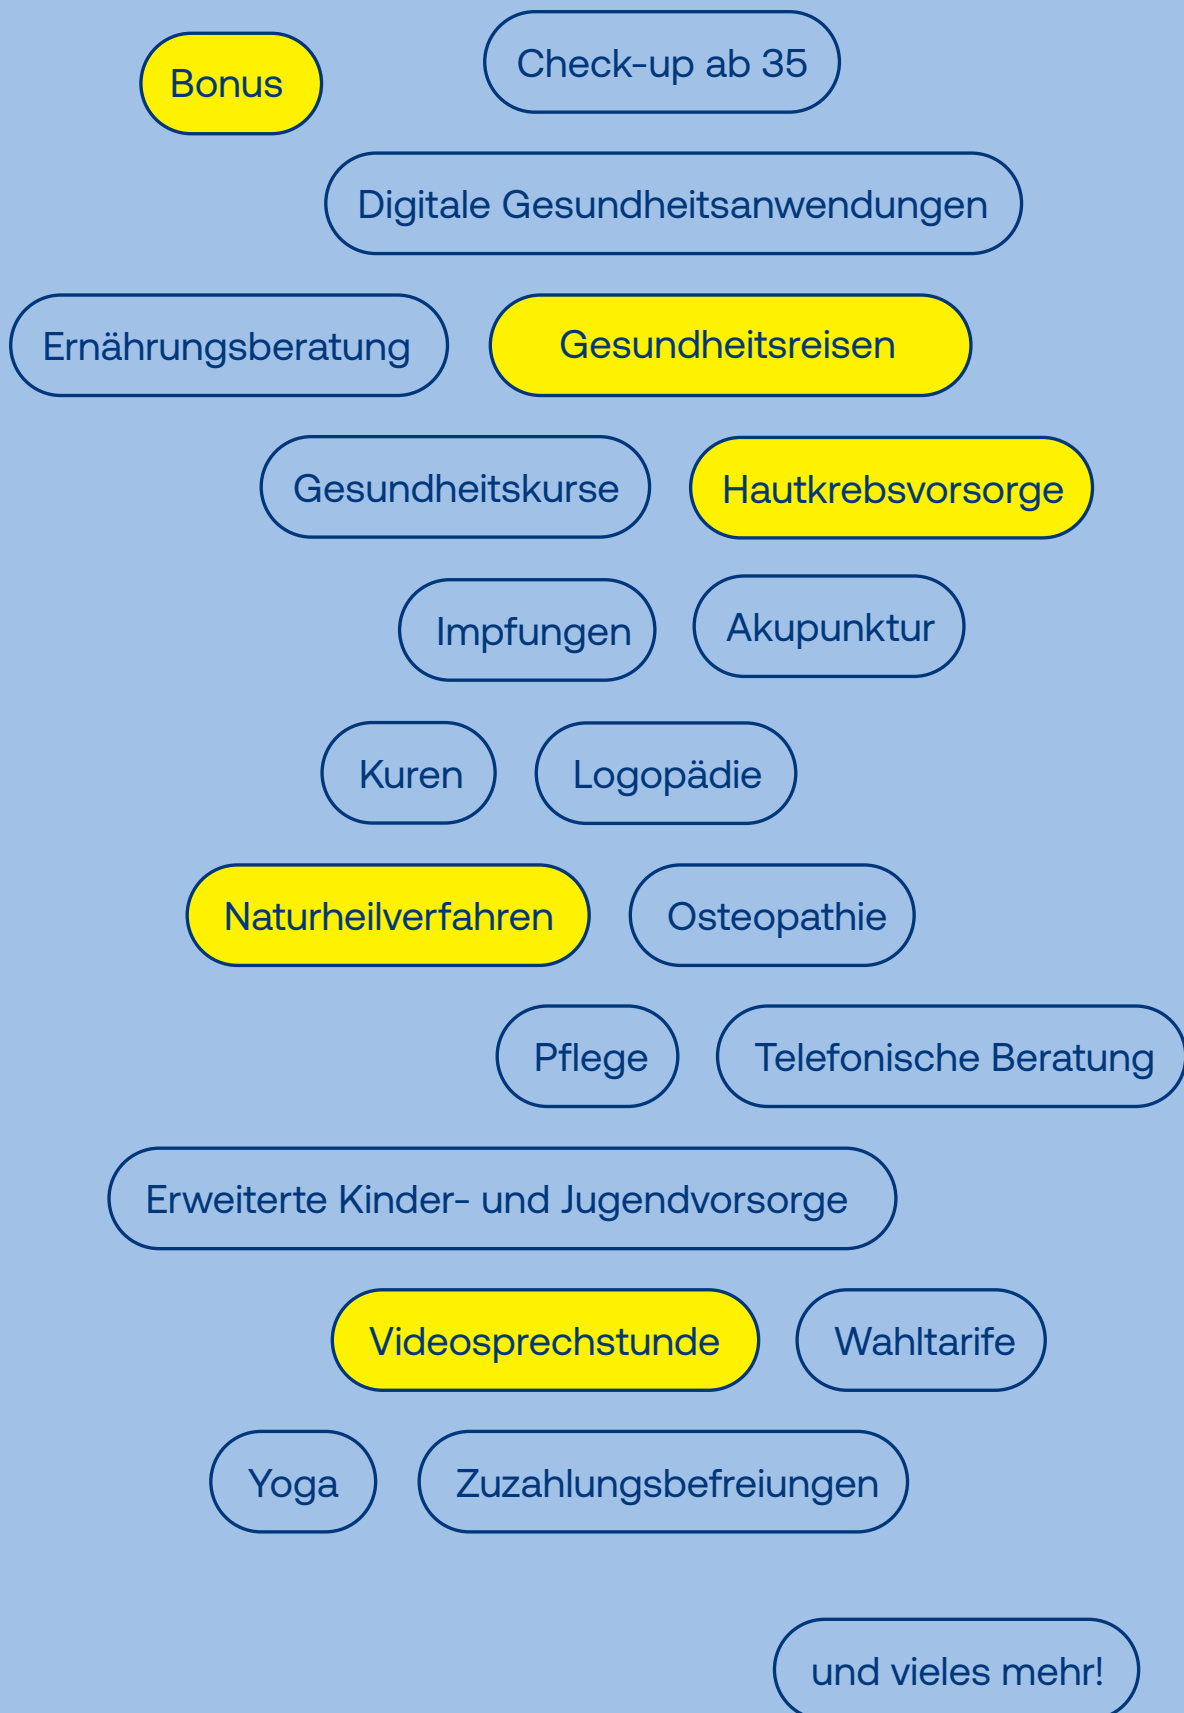 Bonus
Check-up ab 35
Digitale Gesundheitsanwendungen
Ernährungsberatung
Gesundheitsreisen
Gesundheitskurse
Hautkrebsvorsorge
Impfungen
Akupunktur
Kuren
Logopädie
Naturheilverfahren
Osteopathie
Pflege
Telefonische Beratung
Erweiterte Kinder- und Jugendvorsorge
Videosprechstunde
Wahltarife
Yoga
Zuzahlungsbefreiungen
und vieles mehr!